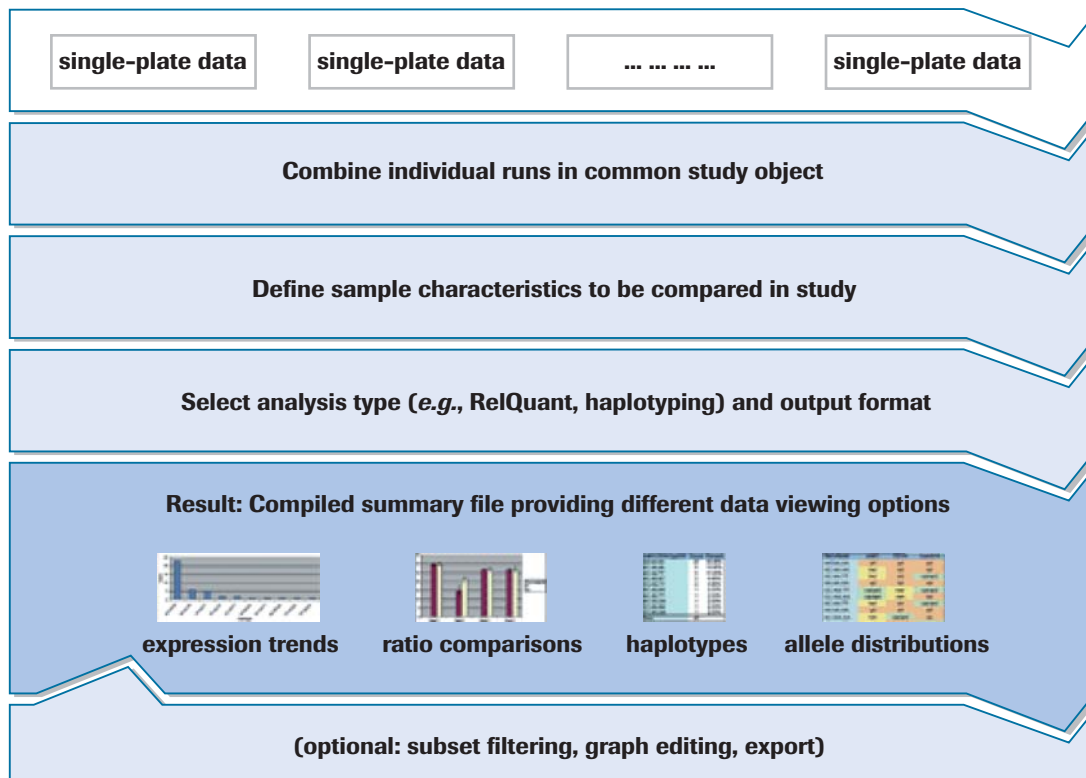 single-plate data single-plate data ... ... ... ... single-plate data
Combine individual runs in common study object
Define sample characteristics to be compared in study
Select analysis type (e.g., RelQuant, haplotyping) and output format
Result: Compiled summary file providing different data viewing options
expression trends ratio comparisons haplotypes allele distributions
(optional: subset filtering, graph editing, export)